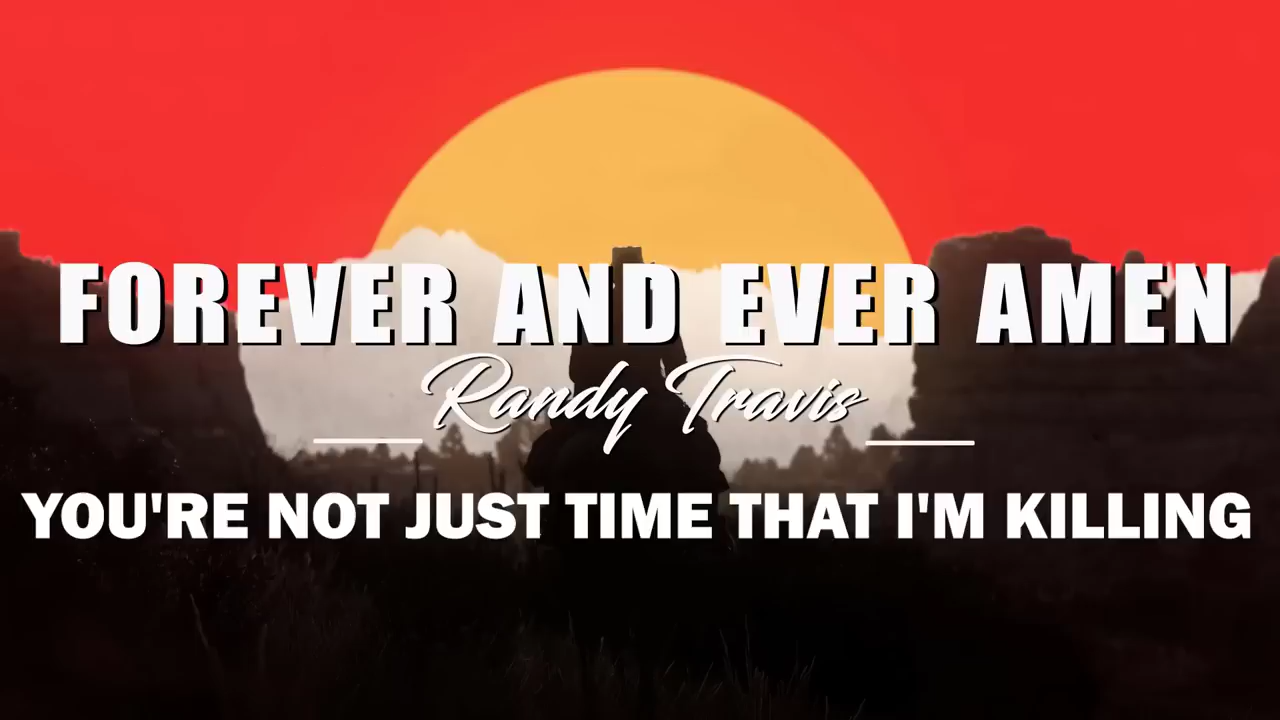 FOREVER AND EVER AMEN
Randy Travis
YOU'RE NOT JUST TIME THAT I'M KILLING